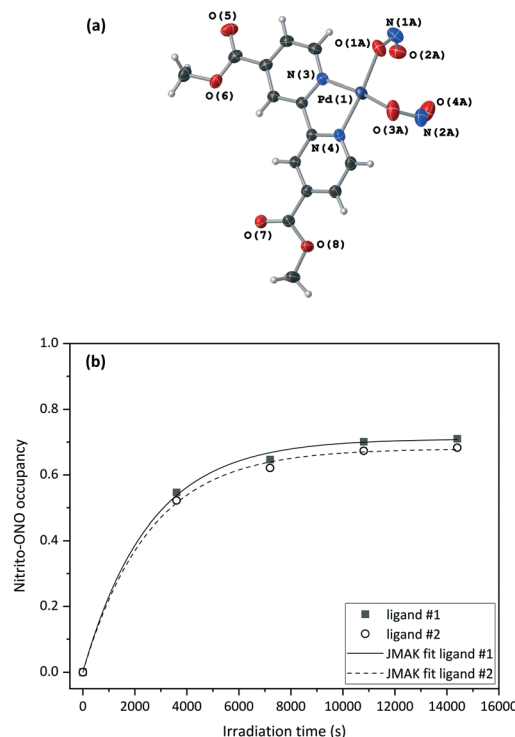 (a)
O(5)
N(1A)
O(1A)
O(2A)
N(3)
O(6)
Pd(1)
O(4A)
O(3A)
N(2A)
N(4)
O(7)
O(8)
(b)
Nitrito-ONO occupancy
1.0
0.8
0.6
0.4
0.2
0.0
ligand #1
ligand #2
JMAK fit ligand #1
JMAK fit ligand #2
0 2000 4000 6000 8000 10000 12000 14000 16000
Irradiation time (s)